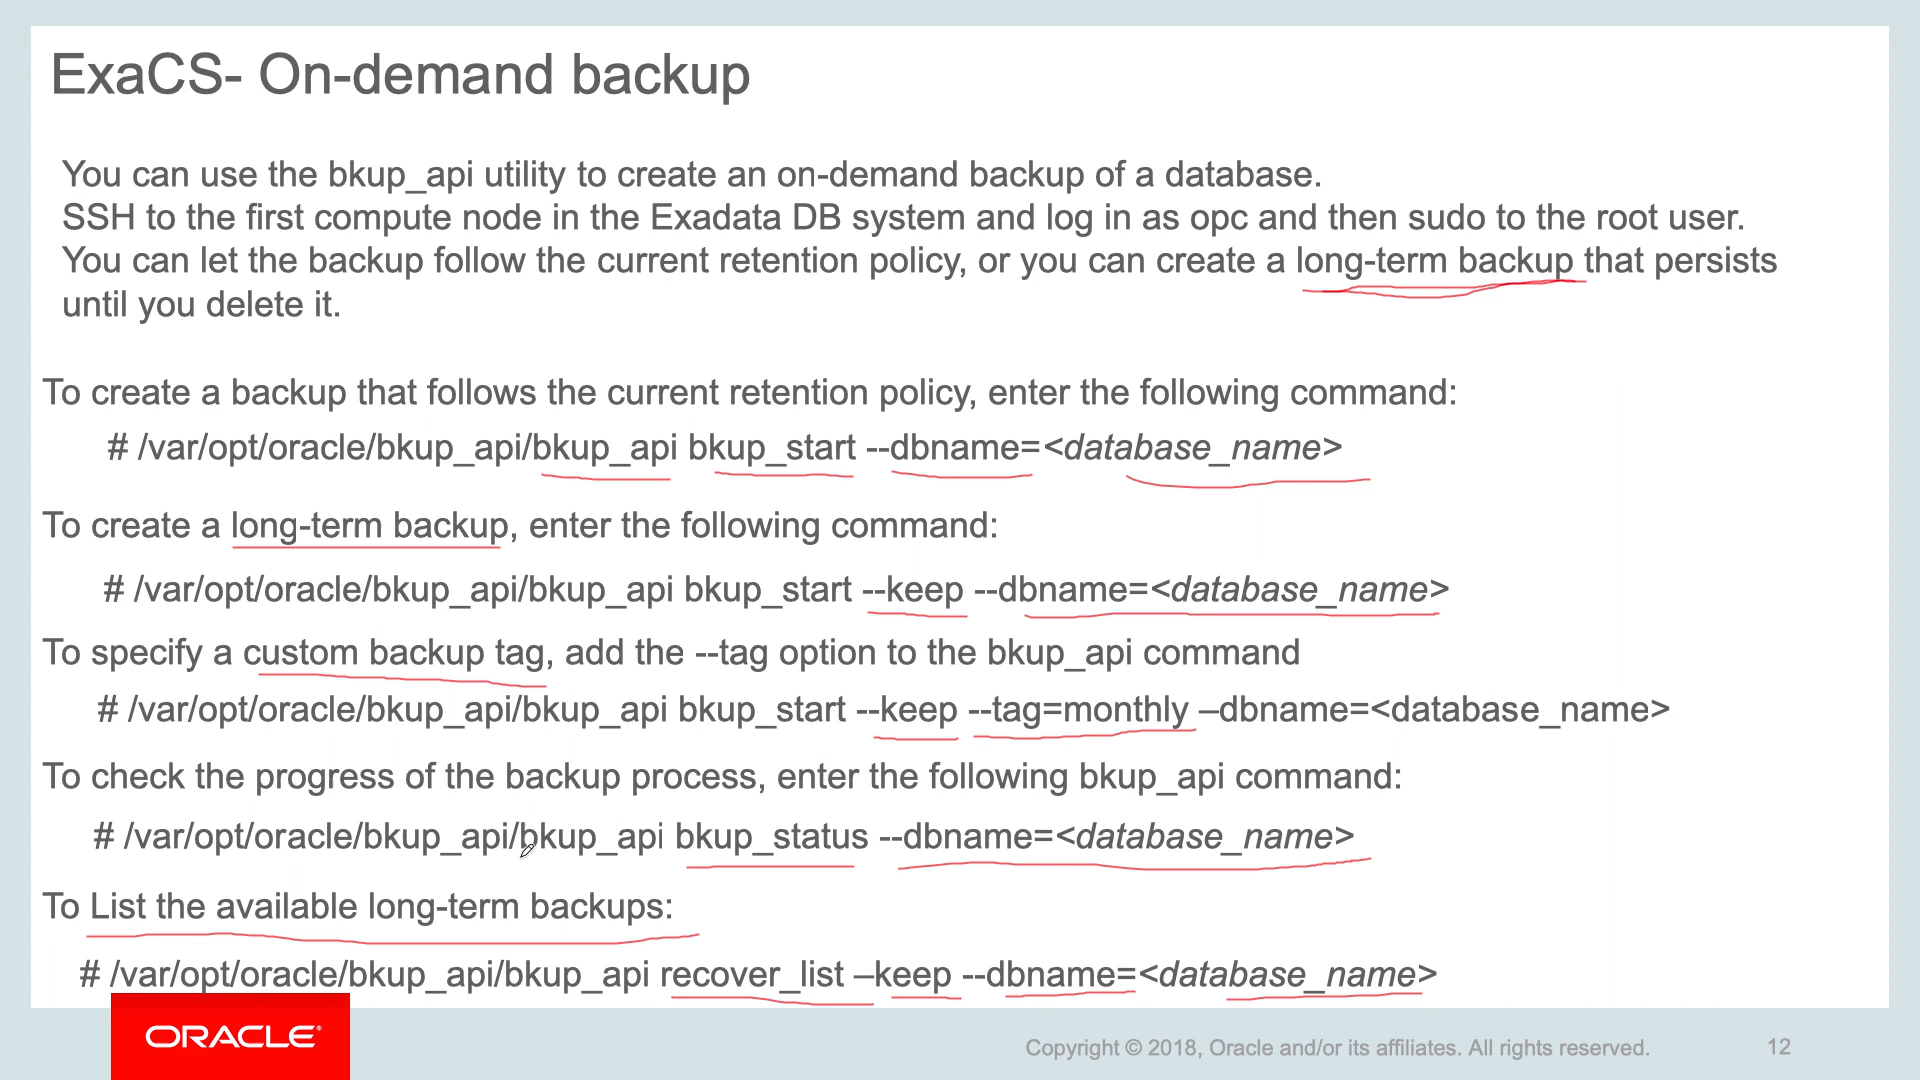 ExaCS- On-demand backup
You can use the bkup_api utility to create an on-demand backup of a database.
SSH to the first compute node in the Exadata DB system and log in as opc and then sudo to the root user.
You can let the backup follow the current retention policy, or you can create a long-term backup that persists
until you delete it.
To create a backup that follows the current retention policy, enter the following command:
# /var/opt/oracle/bkup_api/bkup_api bkup_start --dbname=<database_name>
To create a long-term backup, enter the following command:
# /var/opt/oracle/bkup_api/bkup_api bkup_start --keep --dbname=<database_name>
To specify a custom backup tag, add the --tag option to the bkup_api command
# /var/opt/oracle/bkup_api/bkup_api bkup_start --keep --tag=monthly –dbname=<database_name>
To check the progress of the backup process, enter the following bkup_api command:
# /var/opt/oracle/bkup_api/bkup_api bkup_status --dbname=<database_name>
To List the available long-term backups:
# /var/opt/oracle/bkup_api/bkup_api recover_list –keep --dbname=<database_name>
ORACLE®
Copyright © 2018, Oracle and/or its affiliates. All rights reserved. 12